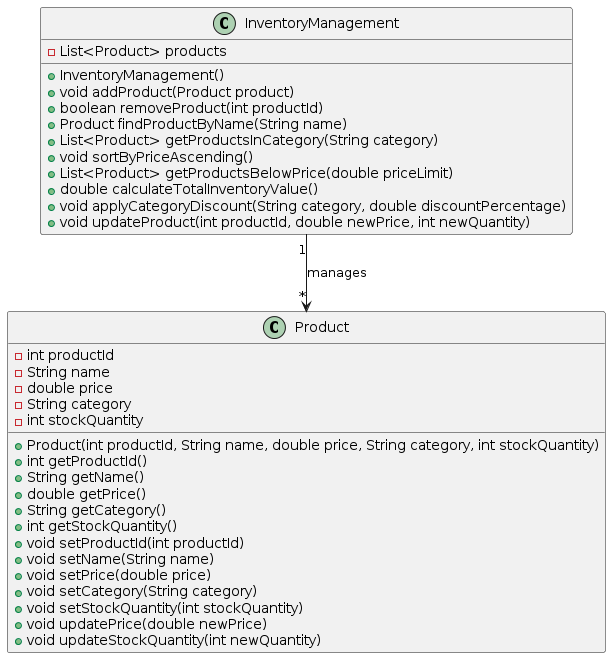 C InventoryManagement
List<Product> products
InventoryManagement()
void addProduct(Product product)
boolean removeProduct(int productId)
Product findProductByName(String name)
List<Product> getProductsInCategory(String category)
void sortByPriceAscending()
List<Product> getProductsBelowPrice(double priceLimit)
double calculateTotalInventoryValue()
void applyCategoryDiscount(String category, double discountPercentage)
void updateProduct(int productId, double newPrice, int newQuantity)
1
manages
*
C Product
int productId
String name
double price
String category
int stockQuantity
Product(int productId, String name, double price, String category, int stockQuantity)
int getProductId()
String getName()
double getPrice()
String getCategory()
int getStockQuantity()
void setProductId(int productId)
void setName(String name)
void setPrice(double price)
void setCategory(String category)
void setStockQuantity(int stockQuantity)
void updatePrice(double newPrice)
void updateStockQuantity(int newQuantity)